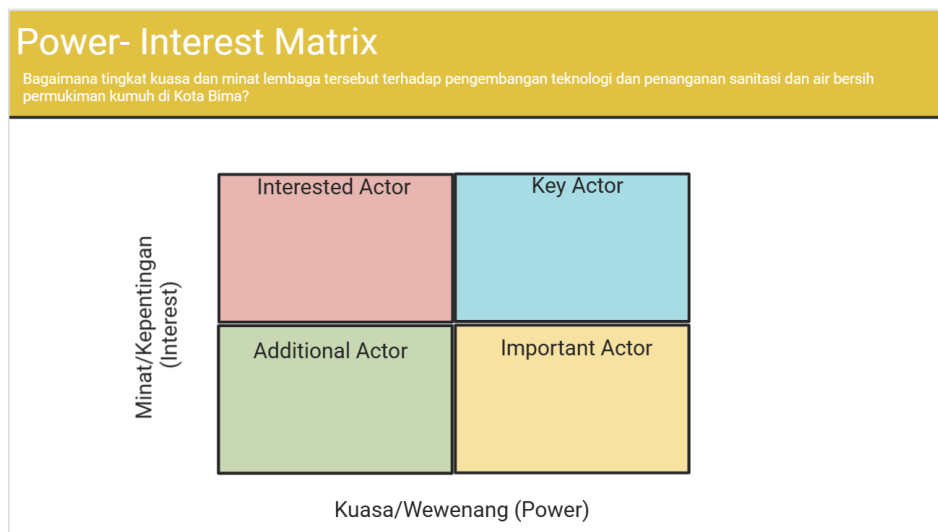 Power- Interest Matrix
Bagaimana tingkat kuasa dan minat lembaga tersebut terhadap pengembangan teknologi dan penanganan sanitasi dan air bersih
permukiman kumuh di Kota Bima?
Interested Actor
Key Actor
Minat/Kepentingan
(Interest)
Additional Actor
Important Actor
Kuasa/Wewenang (Power)